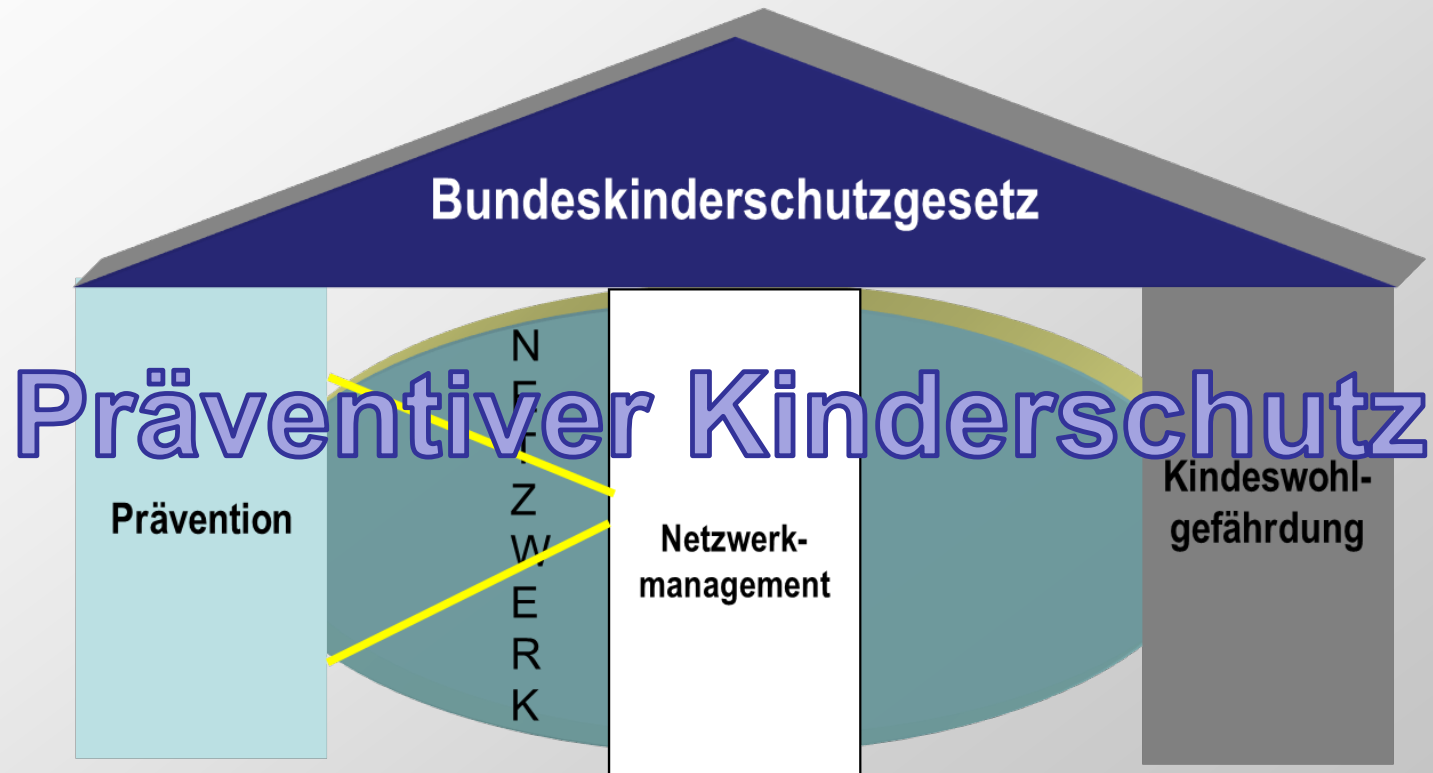 Bundeskinderschutzgesetz
Präventiver Kinderschutz
Prävention
N
E
T
Z
W
E
R
K
Netzwerk-
management
Kindeswohl-
gefährdung